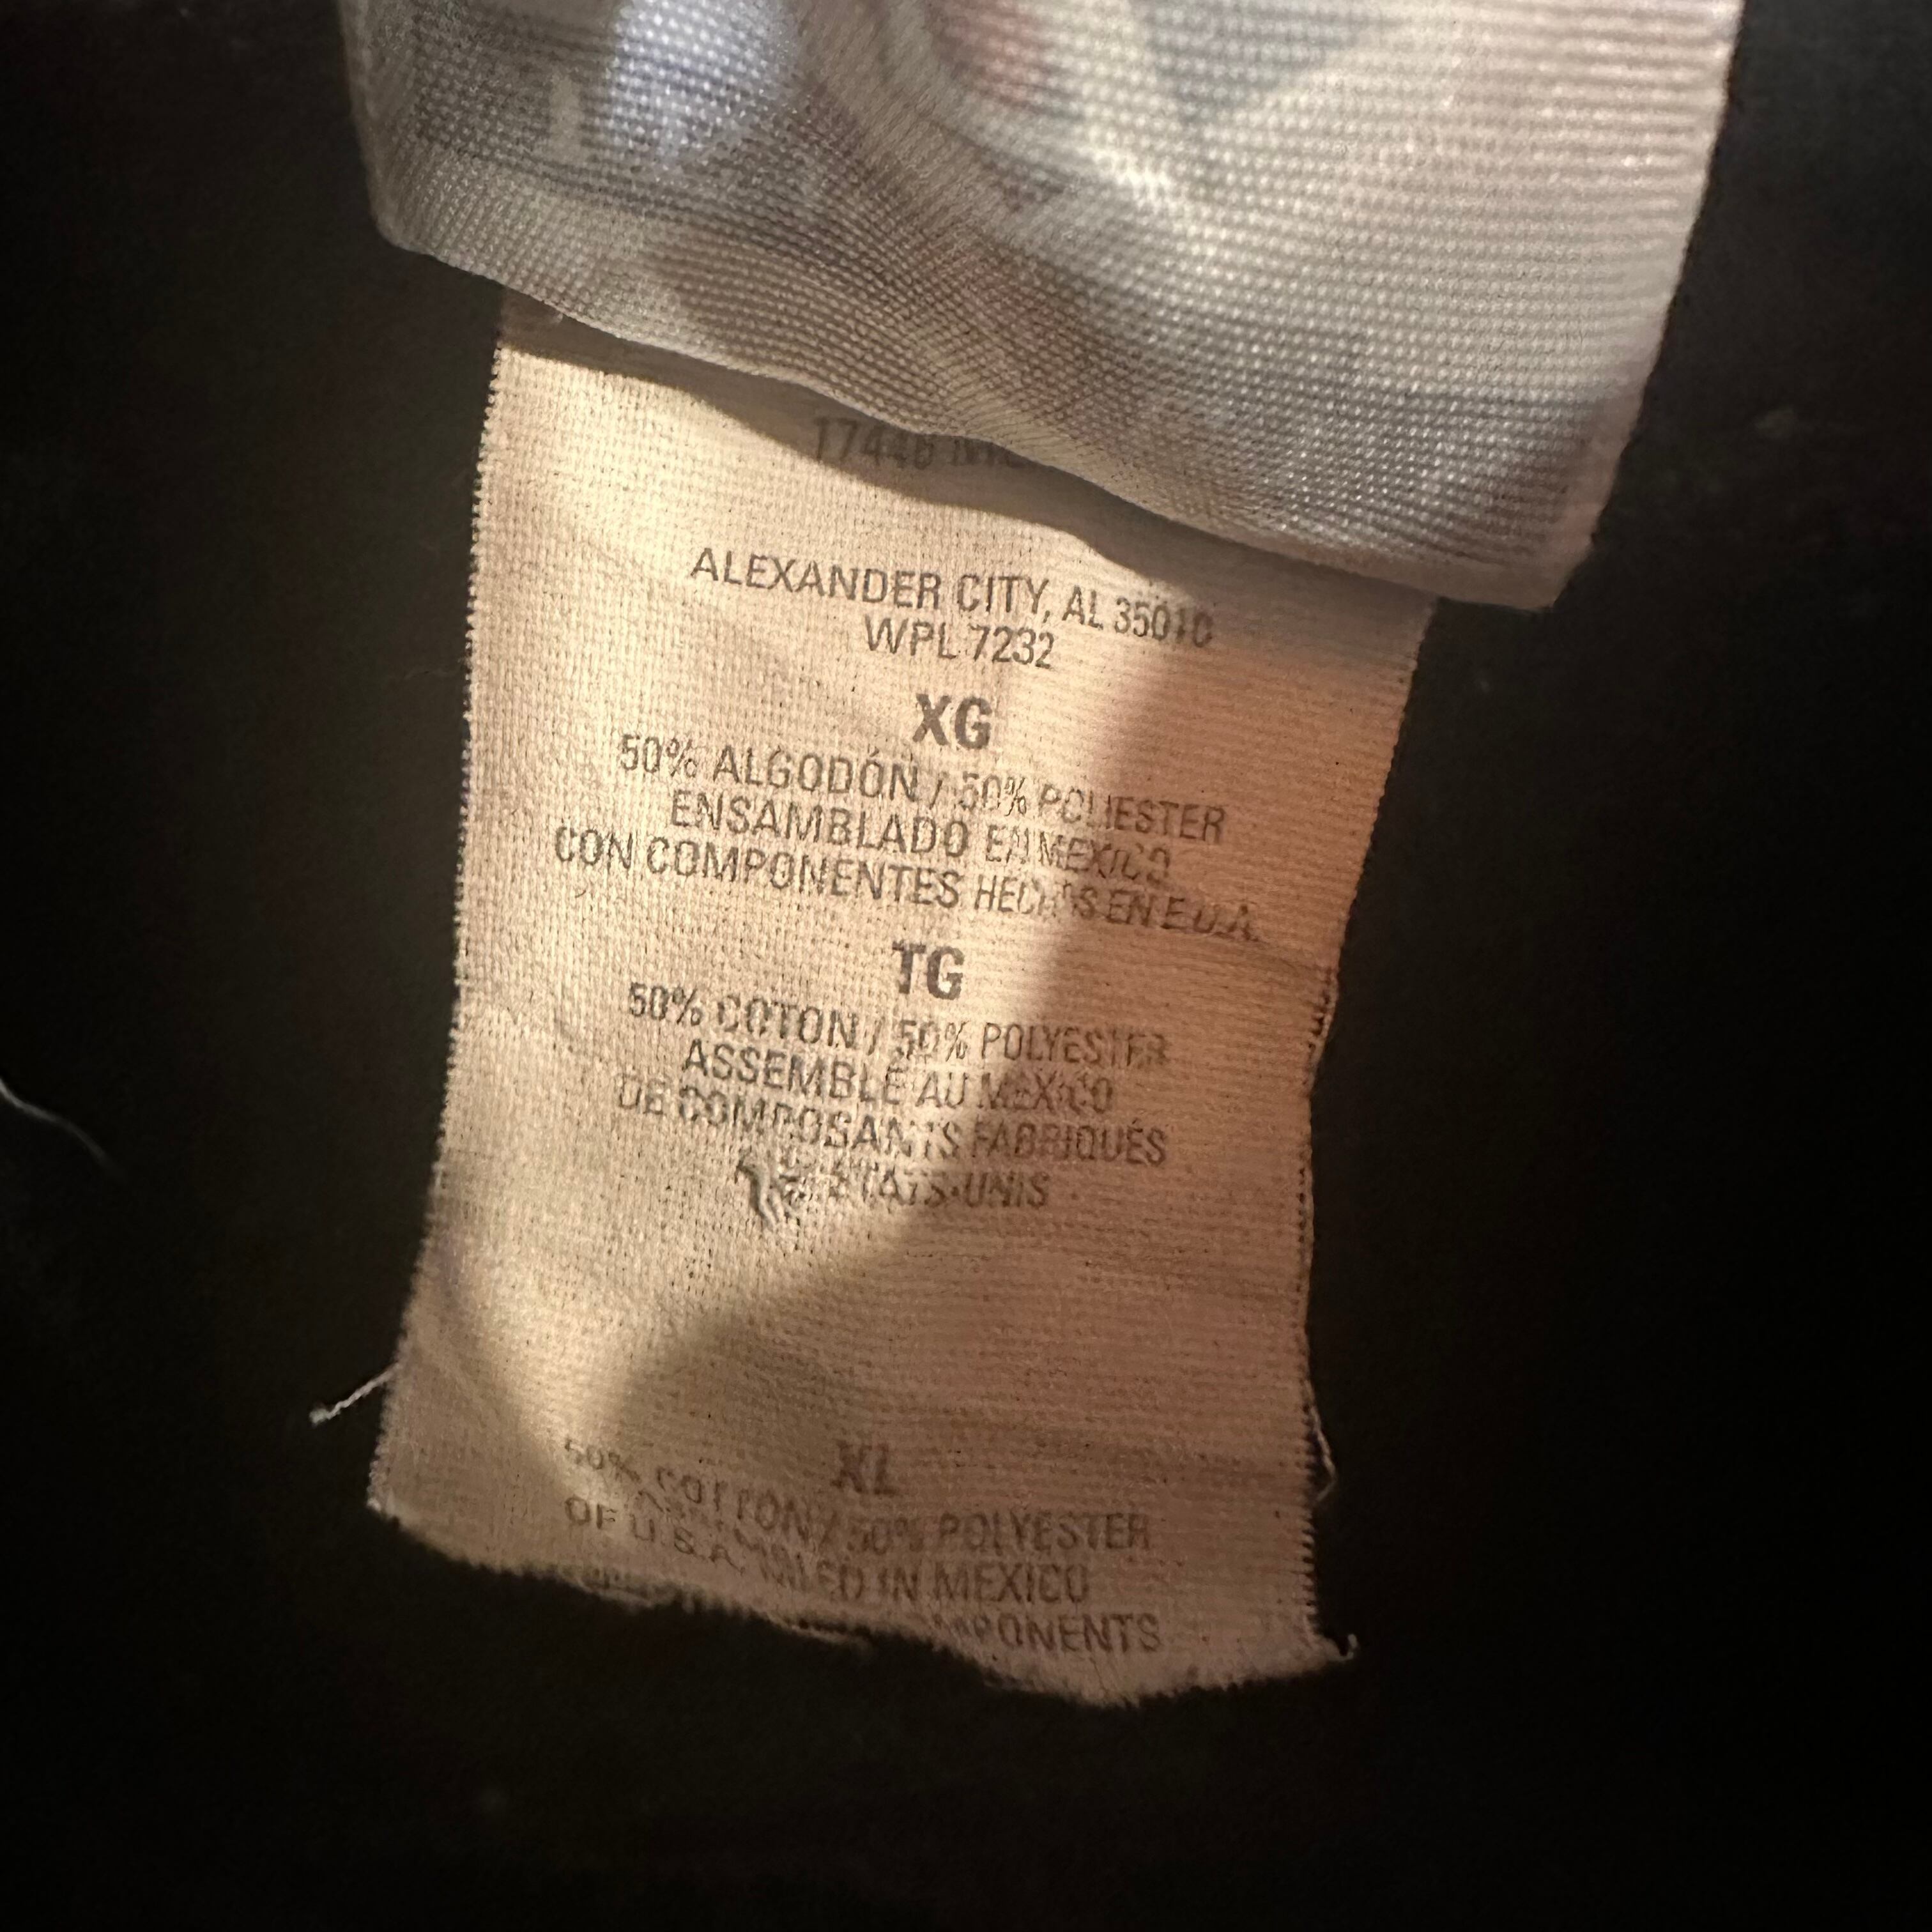 17446
ALEXANDER CITY, AL 35010
WPL 7232
XG
50% ALGODÓN / 50% POLIESTER
ENSAMBLADO EN MEXICO
CON COMPONENTES HECHOS EN E.U.A.
TG
50% COTON / 50% POLYESTER
ASSEMBLÉ AU MEXICO
DE COMPOSANTS FABRIQUÉS
ÉTATS-UNIS
XL
50% COTTON / 50% POLYESTER
ASSEMBLED IN MEXICO
OF U.S.A. COMPONENTS